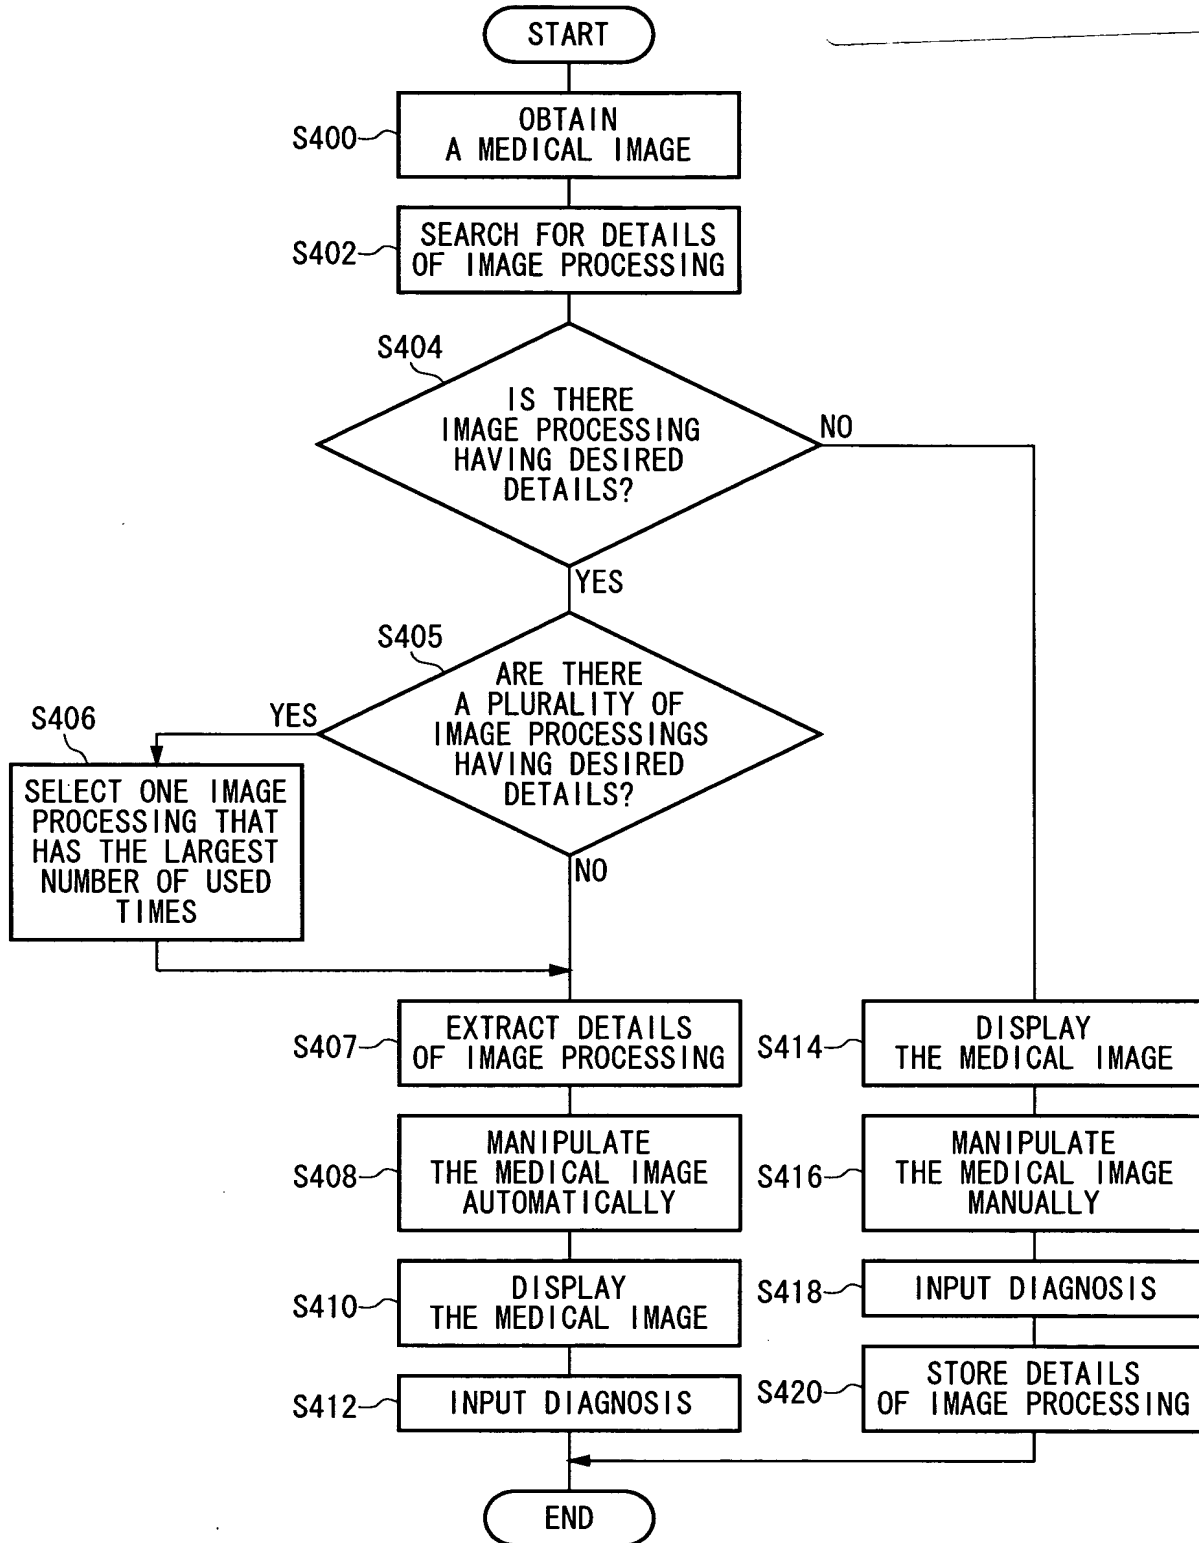 START
S400
OBTAIN
A MEDICAL IMAGE
S402
SEARCH FOR DETAILS
OF IMAGE PROCESSING
S404
IS THERE
IMAGE PROCESSING
HAVING DESIRED
DETAILS?
NO
YES
S405
ARE THERE
A PLURALITY OF
IMAGE PROCESSINGS
HAVING DESIRED
DETAILS?
YES
NO
S406
SELECT ONE IMAGE
PROCESSING THAT
HAS THE LARGEST
NUMBER OF USED
TIMES
S407
EXTRACT DETAILS
OF IMAGE PROCESSING
S408
MANIPULATE
THE MEDICAL IMAGE
AUTOMATICALLY
S410
DISPLAY
THE MEDICAL IMAGE
S412
INPUT DIAGNOSIS
S414
DISPLAY
THE MEDICAL IMAGE
S416
MANIPULATE
THE MEDICAL IMAGE
MANUALLY
S418
INPUT DIAGNOSIS
S420
STORE DETAILS
OF IMAGE PROCESSING
END